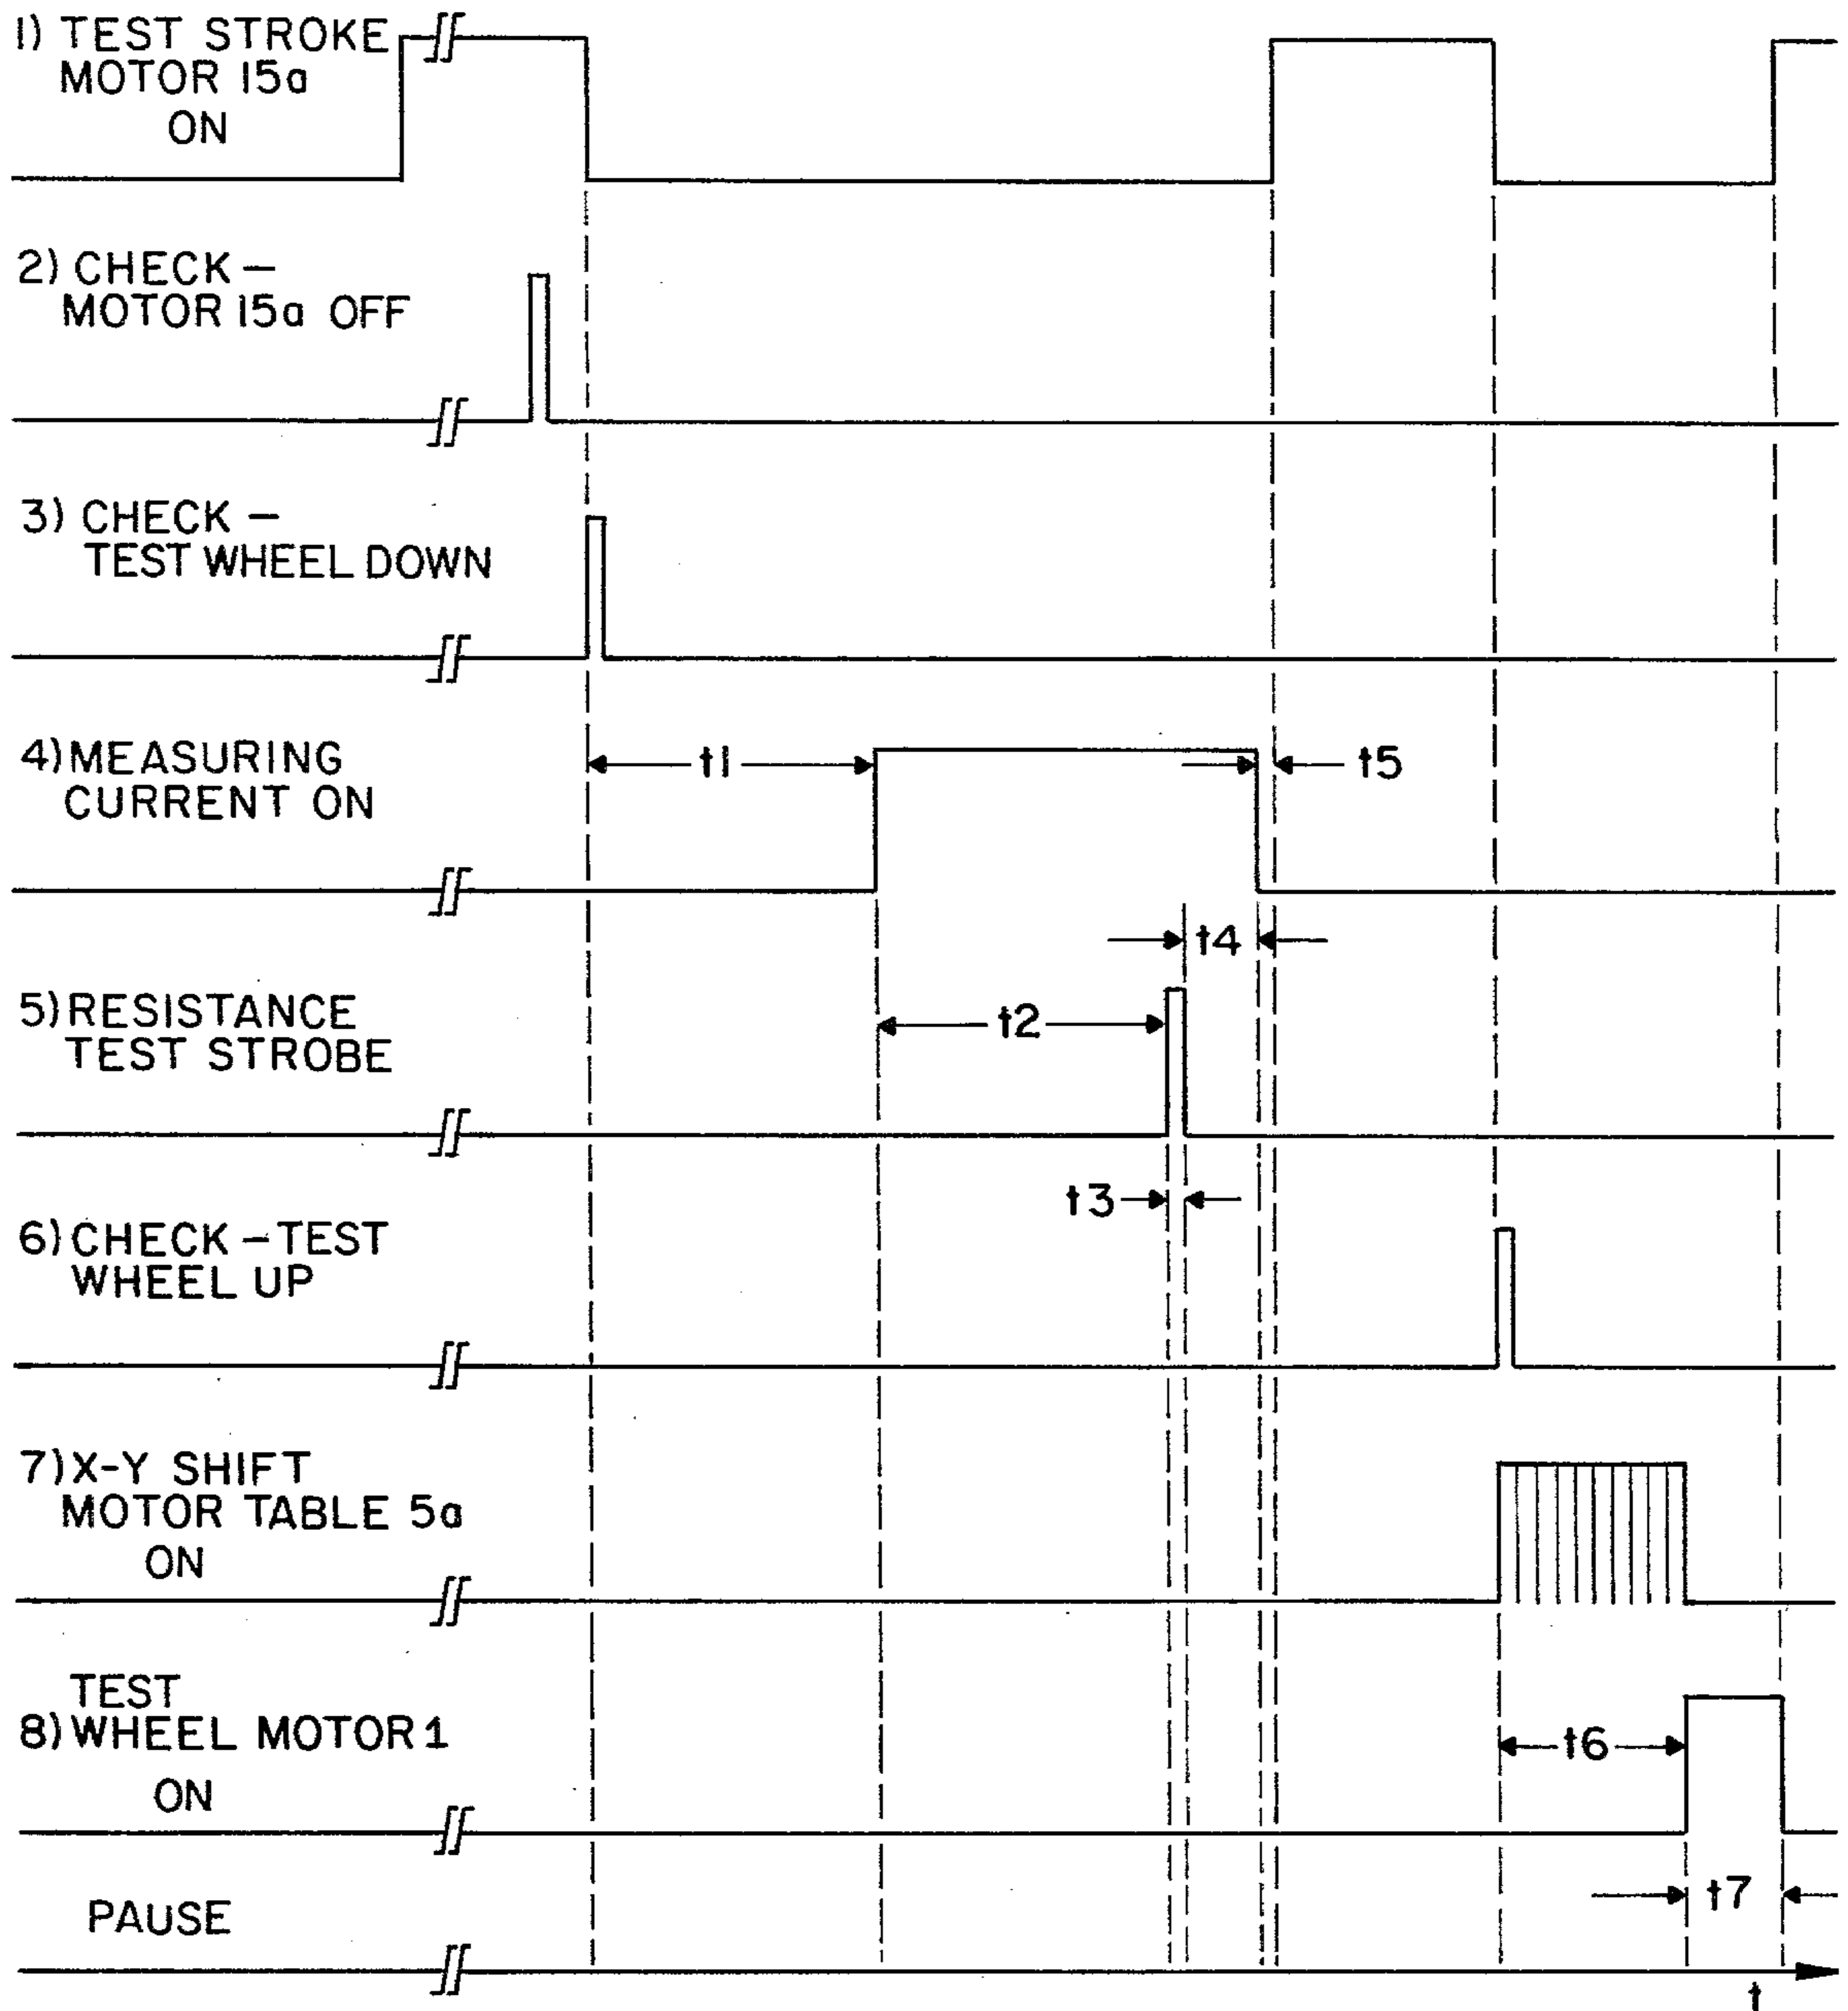 1) TEST STROKE
MOTOR 15a
ON
2) CHECK –
MOTOR 15a OFF
3) CHECK –
TEST WHEEL DOWN
4) MEASURING
CURRENT ON
t1
t5
t4
5) RESISTANCE
TEST STROBE
t2
t3
6) CHECK – TEST
WHEEL UP
7) X-Y SHIFT
MOTOR TABLE 5a
ON
TEST
8) WHEEL MOTOR 1
ON
t6
PAUSE
t7
t